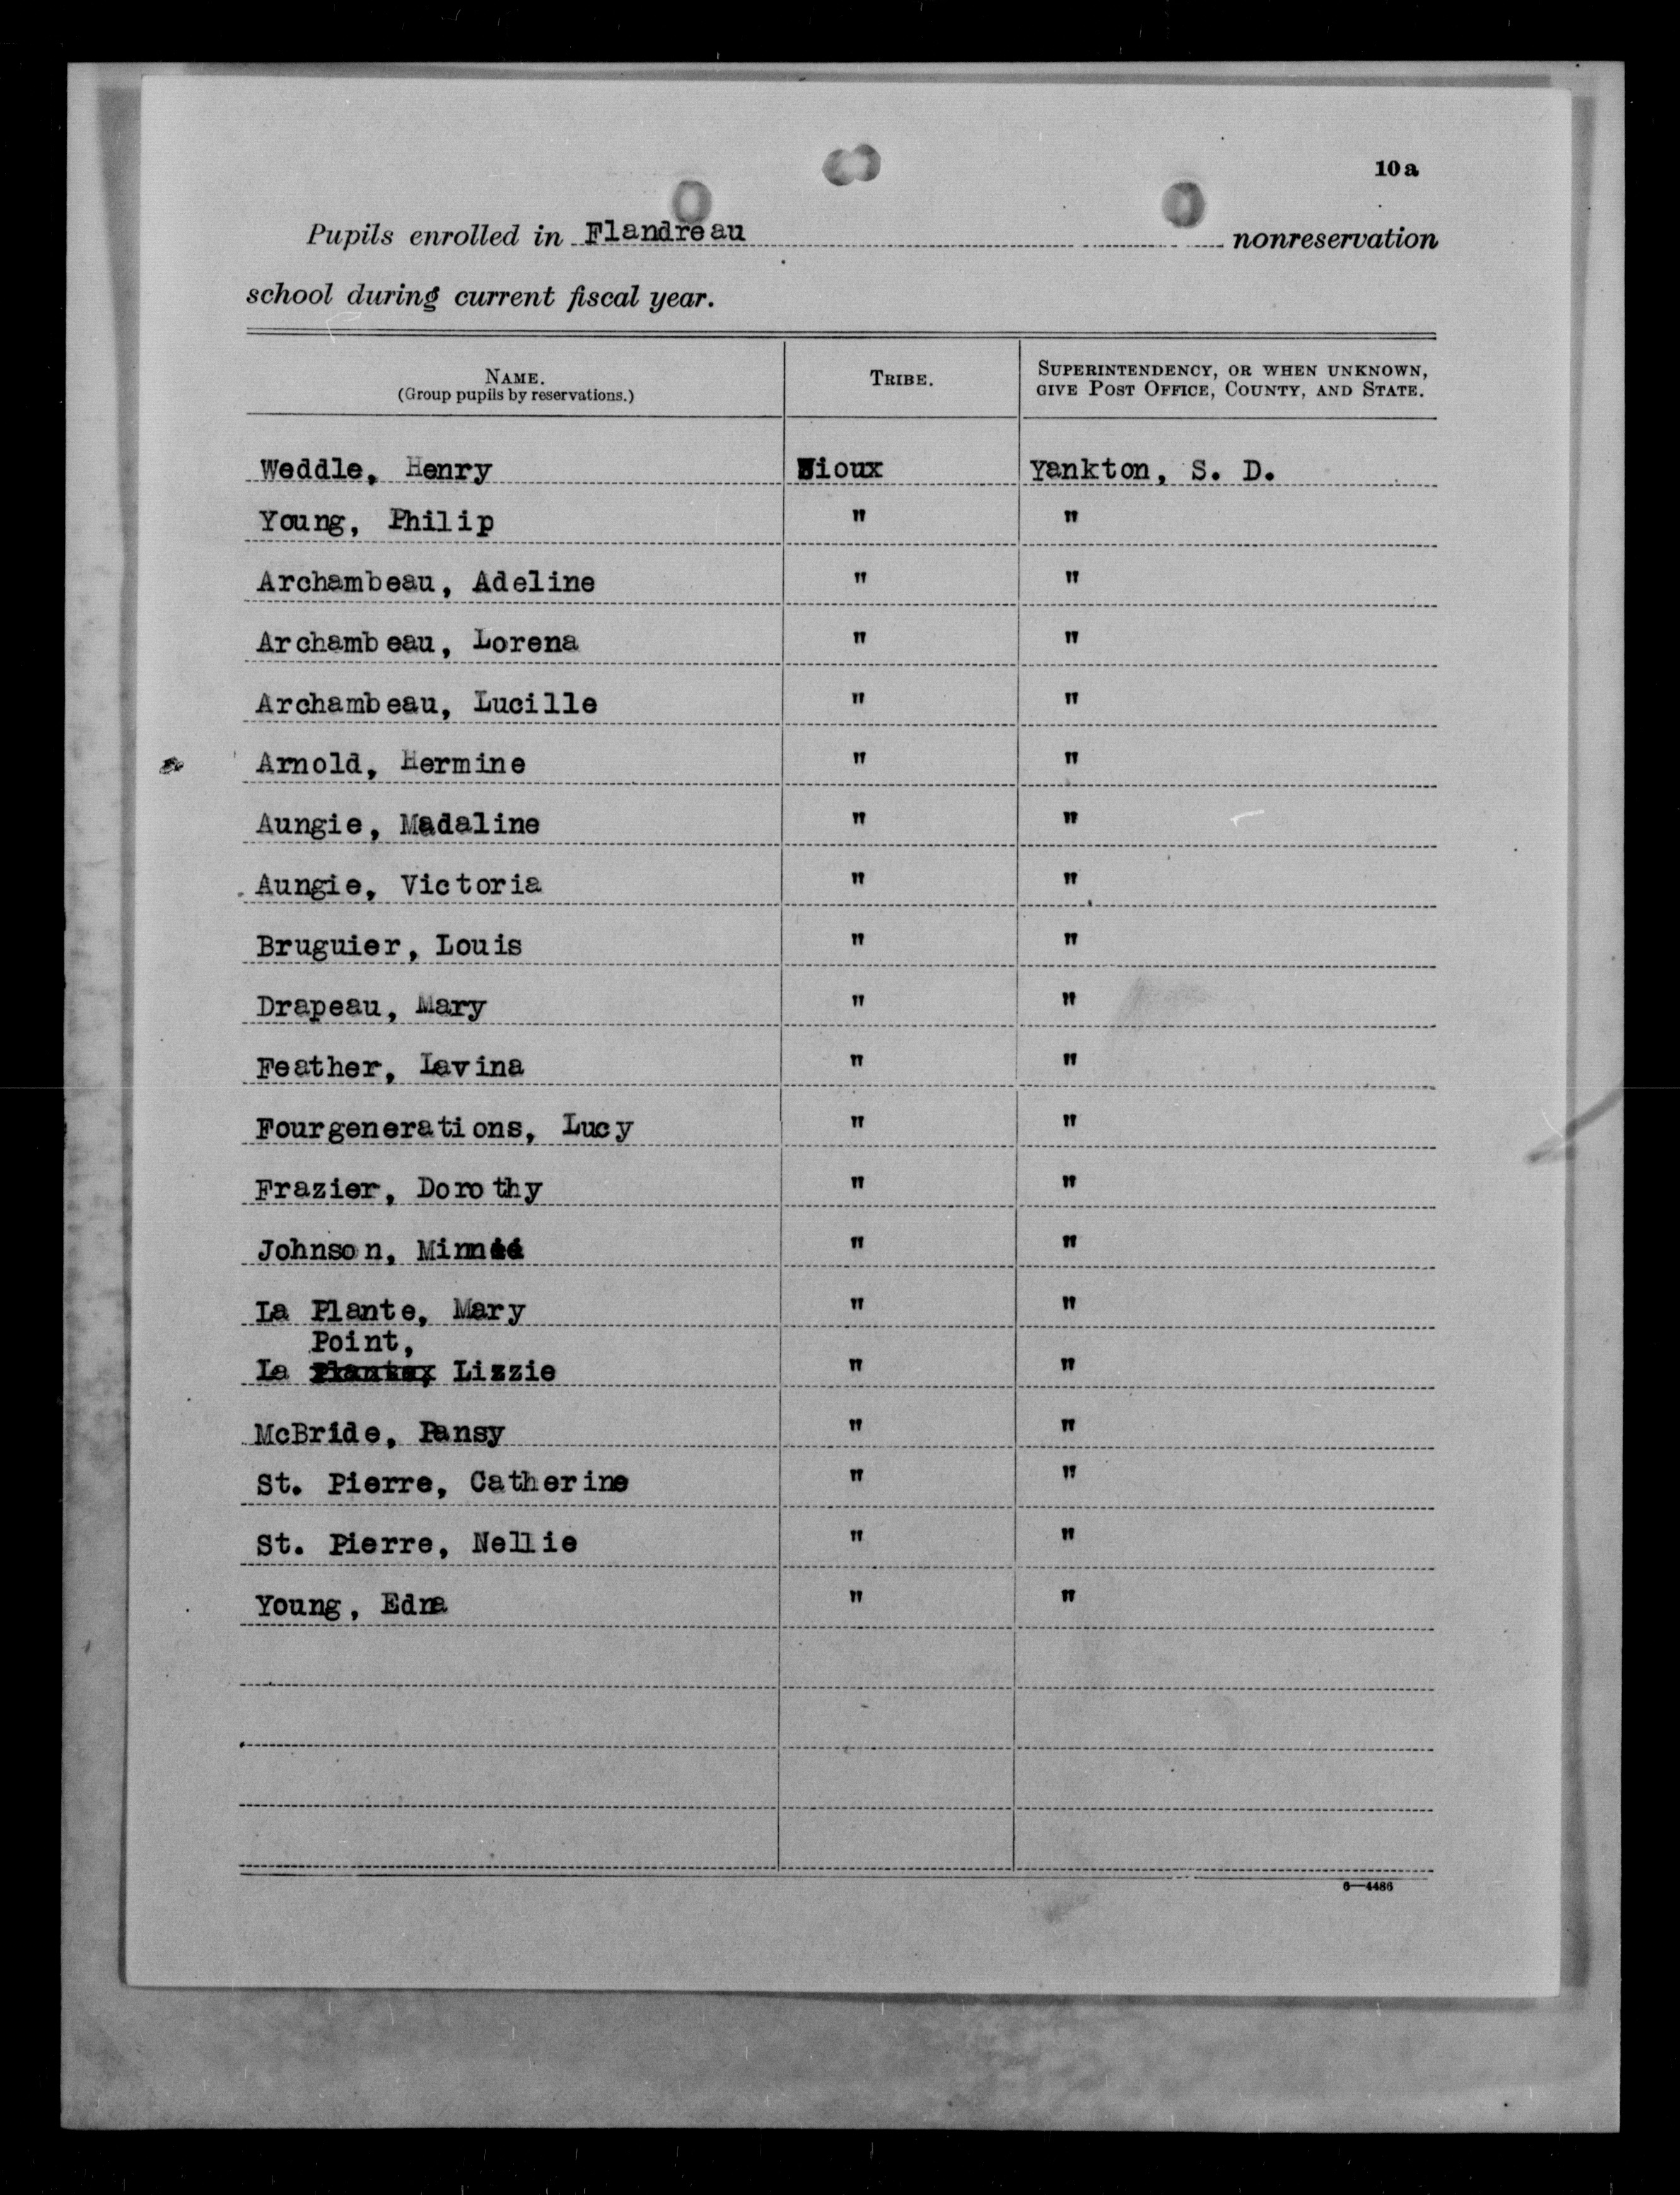 10a
Pupils enrolled in Flandreau nonreservation
school during current fiscal year.
NAME. (Group pupils by reservations.) TRIBE. SUPERINTENDENCY, OR WHEN UNKNOWN, GIVE POST OFFICE, COUNTY, AND STATE.
Weddle, Henry Sioux Yankton, S. D.
Young, Philip " "
Archambeau, Adeline " "
Archambeau, Lorena " "
Archambeau, Lucille " "
Arnold, Hermine " "
Aungie, Madaline " "
Aungie, Victoria " "
Bruguier, Louis " "
Drapeau, Mary " "
Feather, Lavina " "
Fourgenerations, Lucy " "
Frazier, Dorothy " "
Johnson, Minnie " "
La Plante, Mary " "
Point,
La Plante, Lizzie " "
McBride, Pansy " "
St. Pierre, Catherine " "
St. Pierre, Nellie " "
Young, Edna " "
6—4486